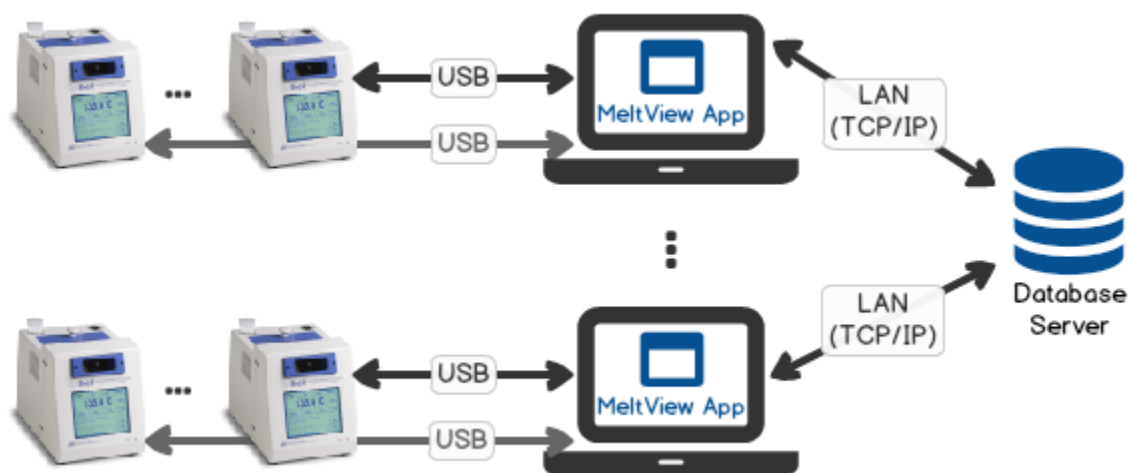 USB
USB
MeltView App
LAN
(TCP/IP)
Database
Server
LAN
(TCP/IP)
USB
USB
MeltView App